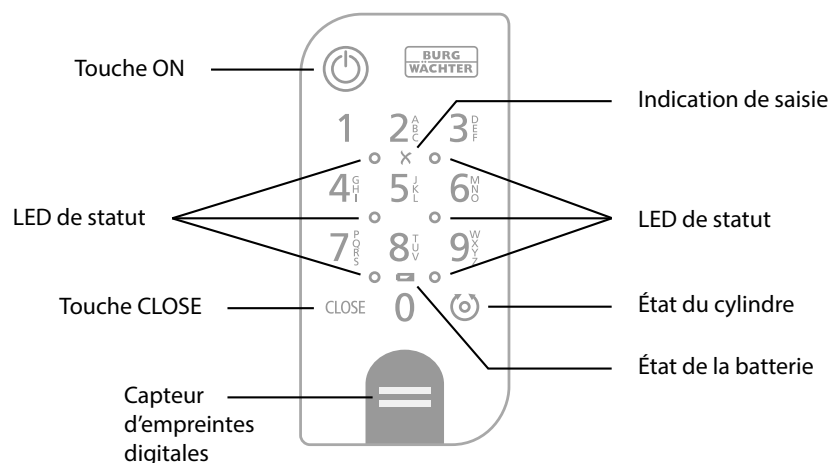 BURG
WÄCHTER
Touche ON
Indication de saisie
1 2 ABC 3 DEF
4 GHI 5 JKL 6 MNO
LED de statut
LED de statut
7 PQRS 8 TUV 9 WXYZ
Touche CLOSE
CLOSE 0
État du cylindre
État de la batterie
Capteur
d'empreintes
digitales